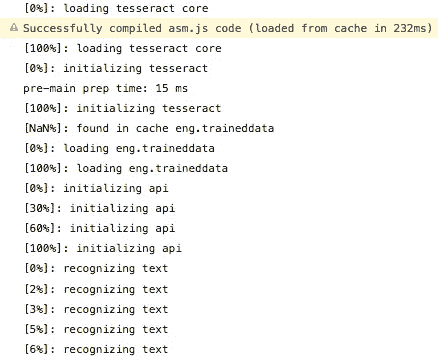 [0%]: loading tesseract core
Successfully compiled asm.js code (loaded from cache in 232ms)
[100%]: loading tesseract core
[0%]: initializing tesseract
pre-main prep time: 15 ms
[100%]: initializing tesseract
[NaN%]: found in cache eng.traineddata
[0%]: loading eng.traineddata
[100%]: loading eng.traineddata
[0%]: initializing api
[30%]: initializing api
[60%]: initializing api
[100%]: initializing api
[0%]: recognizing text
[2%]: recognizing text
[3%]: recognizing text
[5%]: recognizing text
[6%]: recognizing text